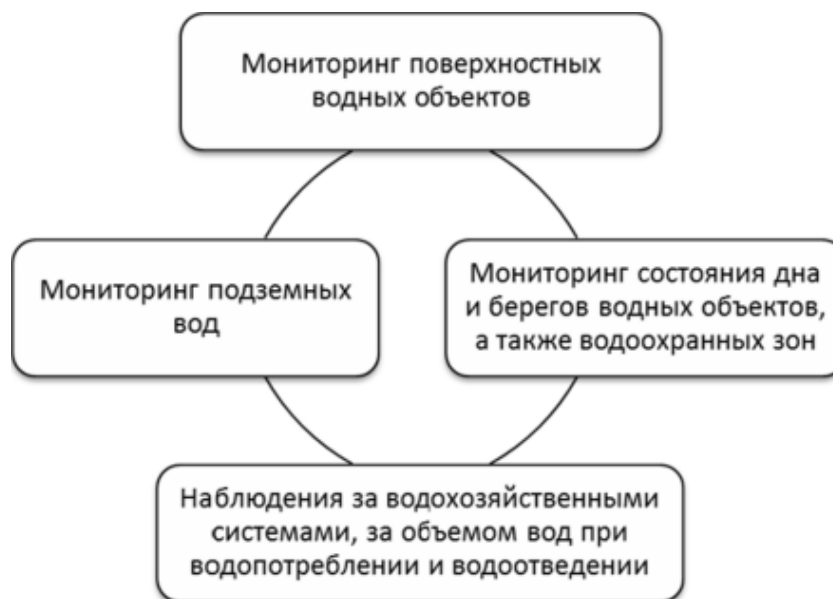 Мониторинг поверхностных
водных объектов
Мониторинг подземных
вод
Мониторинг состояния дна
и берегов водных объектов,
а также водоохранных зон
Наблюдения за водохозяйственными
системами, за объемом вод при
водопотреблении и водоотведении